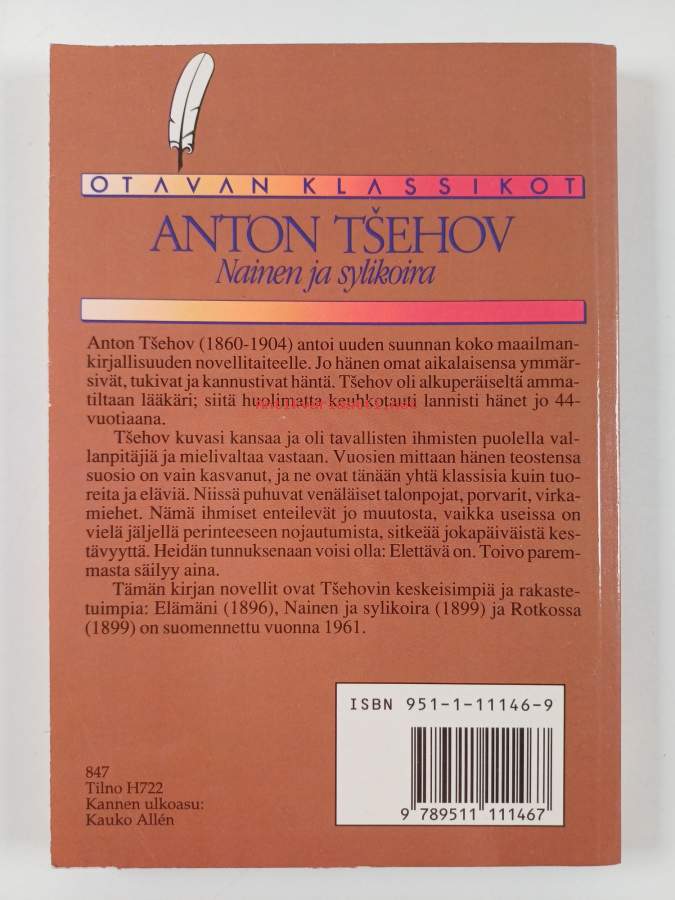 OTAVAN KLASSIKOT
ANTON TŠEHOV
Nainen ja sylikoira
Anton Tšehov (1860-1904) antoi uuden suunnan koko maailman-
kirjallisuuden novellitaiteelle. Jo hänen omat aikalaisensa ymmär-
sivät, tukivat ja kannustivat häntä. Tšehov oli alkuperäiseltä amma-
tiltaan lääkäri; siitä huolimatta keuhkotauti lannisti hänet jo 44-
vuotiaana.
Tšehov kuvasi kansaa ja oli tavallisten ihmisten puolella val-
lanpitäjiä ja mielivaltaa vastaan. Vuosien mittaan hänen teostensa
suosio on vain kasvanut, ja ne ovat tänään yhtä klassisia kuin tuo-
reita ja eläviä. Niissä puhuvat venäläiset talonpojat, porvarit, virka-
miehet. Nämä ihmiset enteilevät jo muutosta, vaikka useissa on
vielä jäljellä perinteeseen nojautumista, sitkeää jokapäiväistä kes-
tävyyttä. Heidän tunnuksenaan voisi olla: Elettävä on. Toivo parem-
masta säilyy aina.
Tämän kirjan novellit ovat Tšehovin keskeisimpiä ja rakaste-
tuimpia: Elämäni (1896), Nainen ja sylikoira (1899) ja Rotkossa
(1899) on suomennettu vuonna 1961.
ISBN 951-1-11146-9
9 789511 111467
847
Tilno H722
Kannen ulkoasu:
Kauko Allén